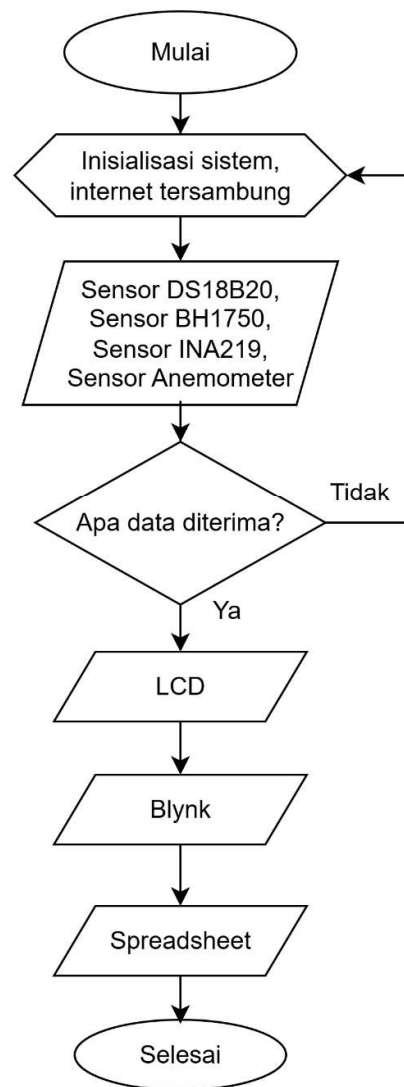 Mulai
Inisialisasi sistem,
internet tersambung
Sensor DS18B20,
Sensor BH1750,
Sensor INA219,
Sensor Anemometer
Apa data diterima?
Tidak
Ya
LCD
Blynk
Spreadsheet
Selesai